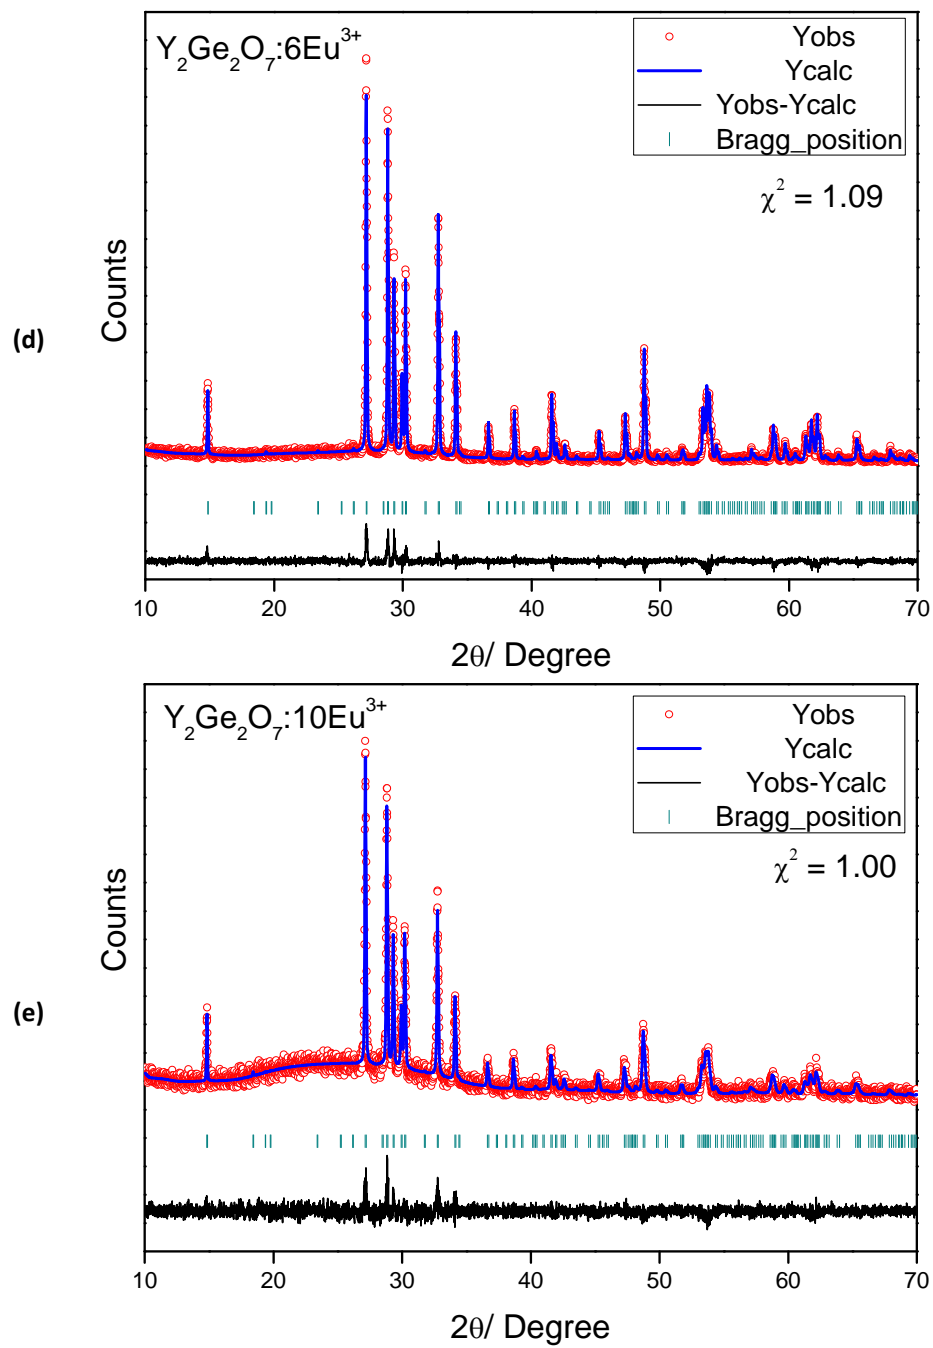 Y2Ge2O7:6Eu3+
Yobs
Ycalc
Yobs-Ycalc
Bragg_position
χ2 = 1.09
Counts
(d)
10 20 30 40 50 60 70
2θ/ Degree
Y2Ge2O7:10Eu3+
Yobs
Ycalc
Yobs-Ycalc
Bragg_position
χ2 = 1.00
Counts
(e)
10 20 30 40 50 60 70
2θ/ Degree